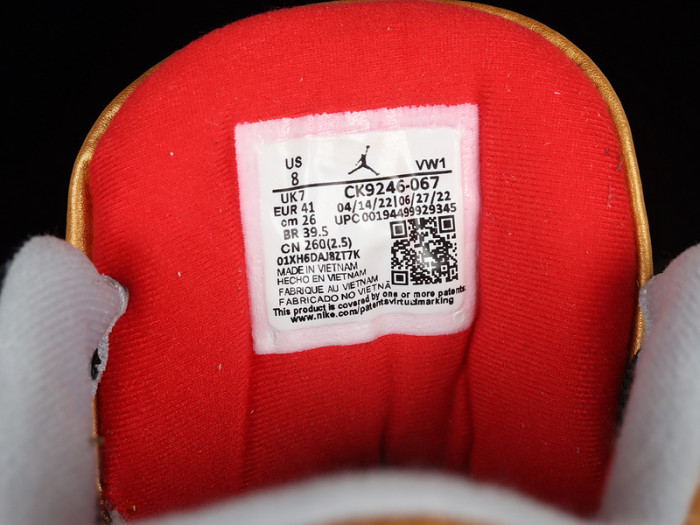 US VW1
8
UK7 CK9246-067
EUR 41 04/14/22|06/27/22
cm 26 UPC 00194499929345
BR 39.5
CN 260(2.5)
01XH6DAJ8ZT7K
MADE IN VIETNAM
HECHO EN VIETNAM
FABRIQUE AU VIETNAM
FABRICADO NO VIETNÃ
This product is covered by one or more patents
www.nike.com/patentsvirtualmarking